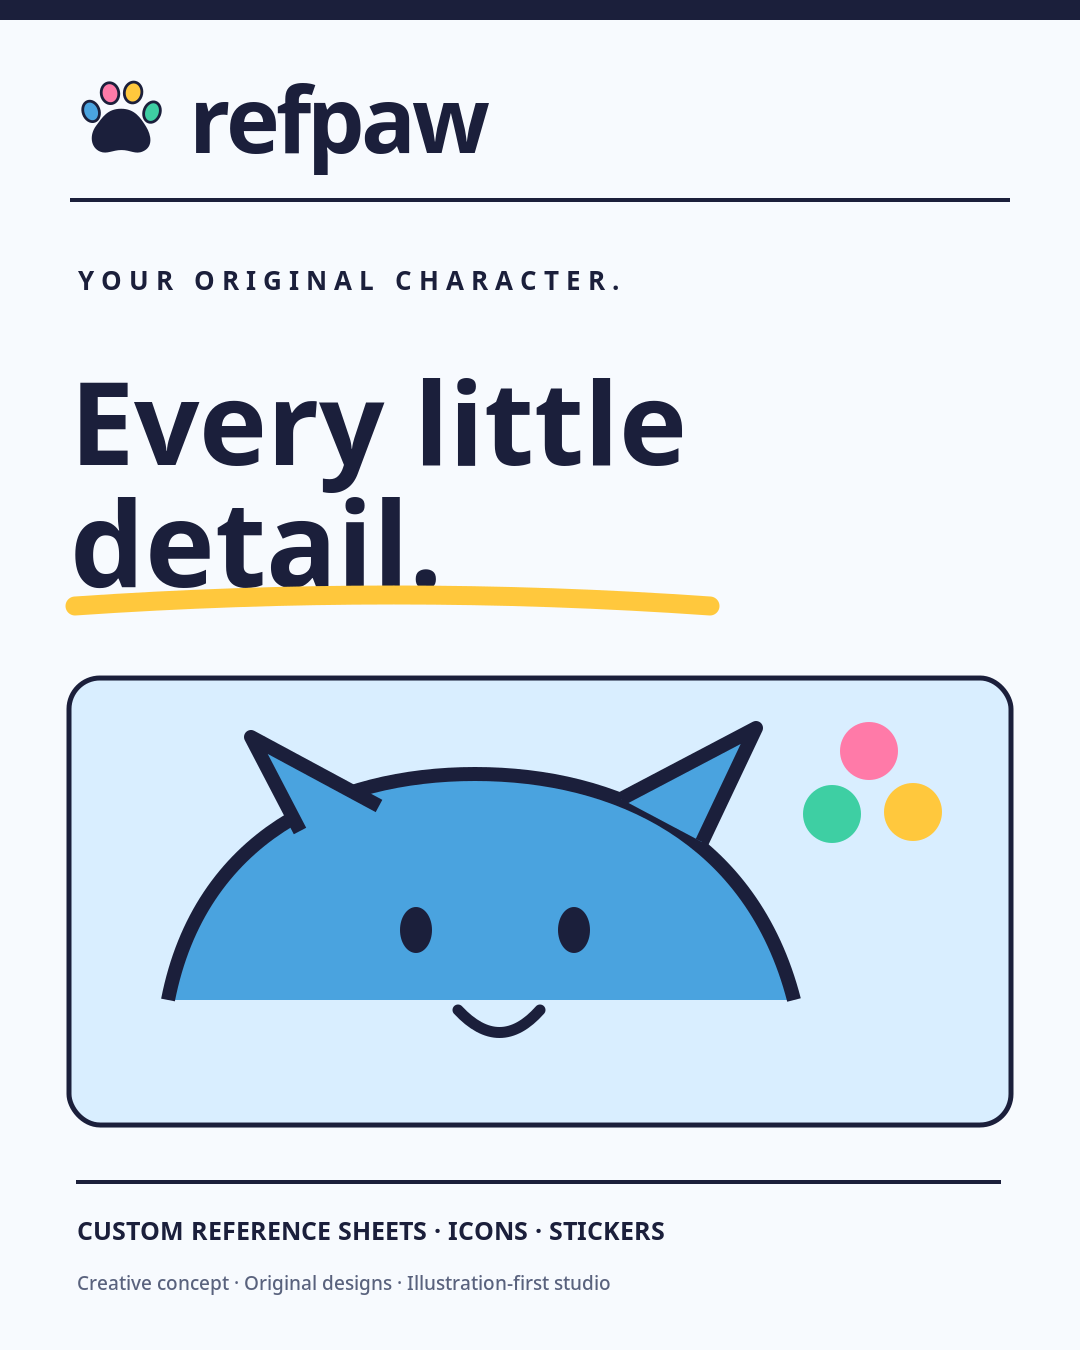 refpaw
YOUR ORIGINAL CHARACTER.
Every little
detail.
CUSTOM REFERENCE SHEETS · ICONS · STICKERS
Creative concept · Original designs · Illustration-first studio